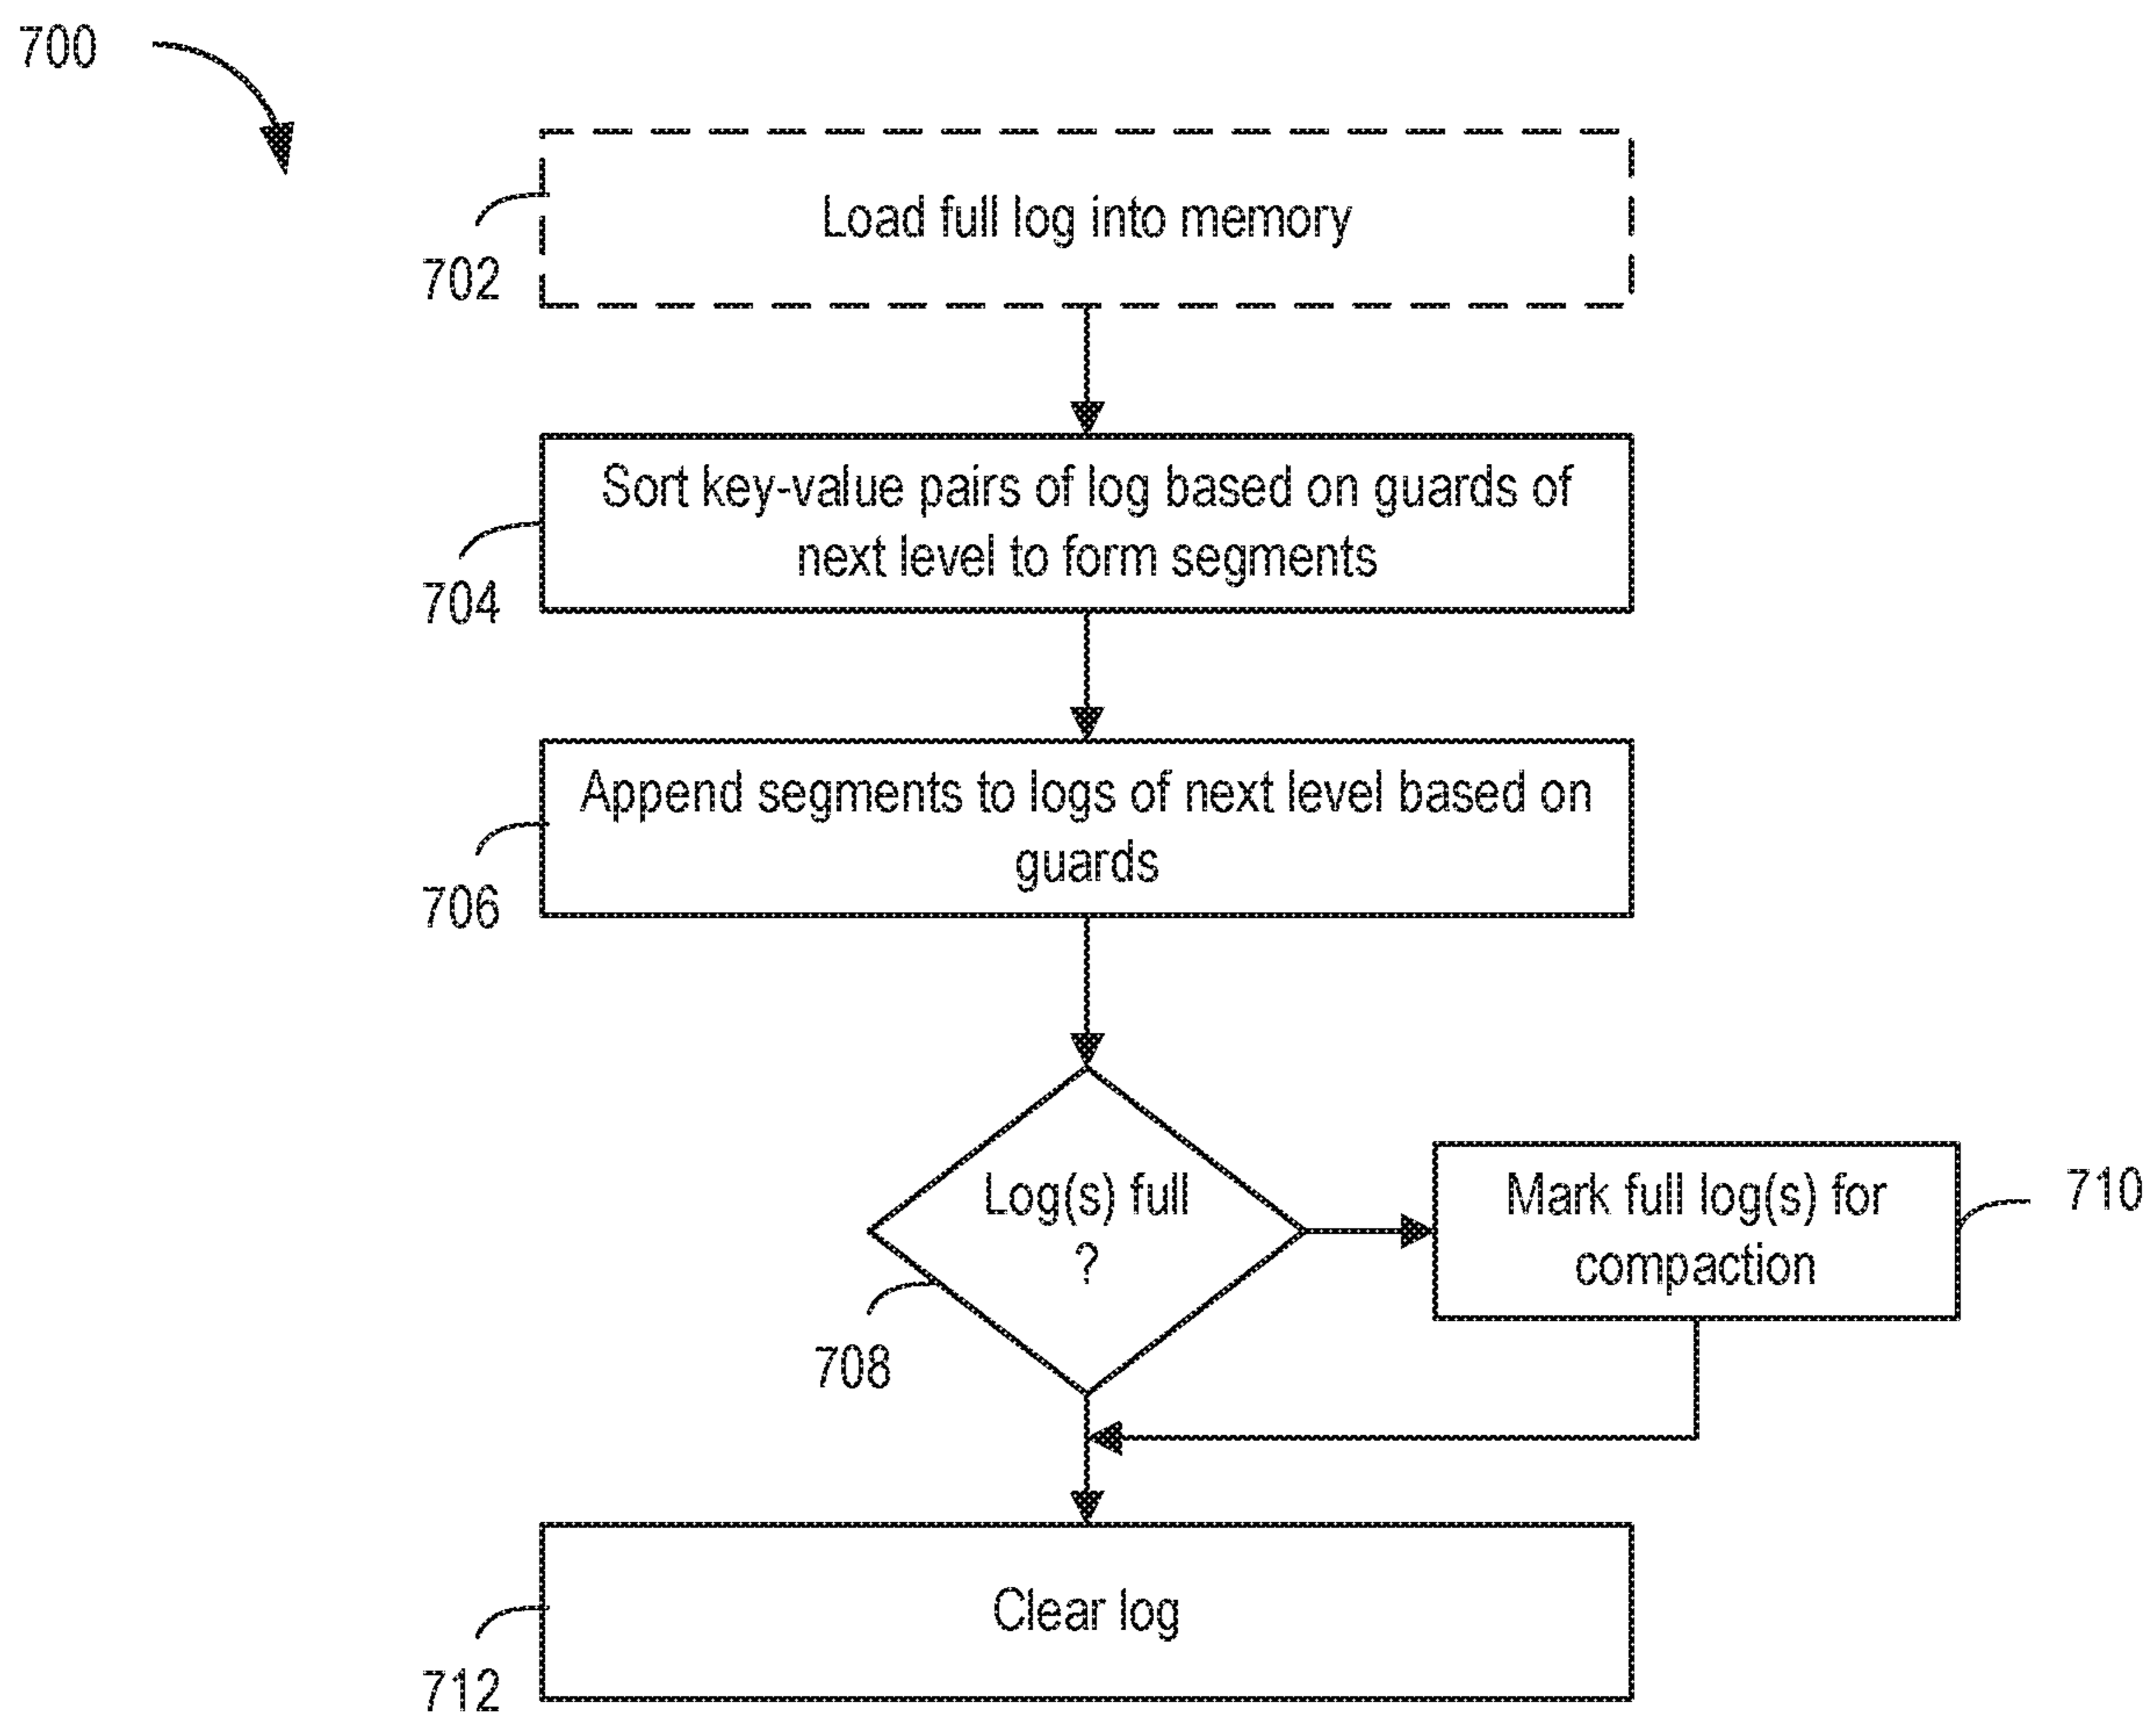 700
Load full log into memory
702
Sort key-value pairs of log based on guards of
next level to form segments
704
Append segments to logs of next level based on
guards
706
Log(s) full
?
708
Mark full log(s) for
compaction
710
Clear log
712